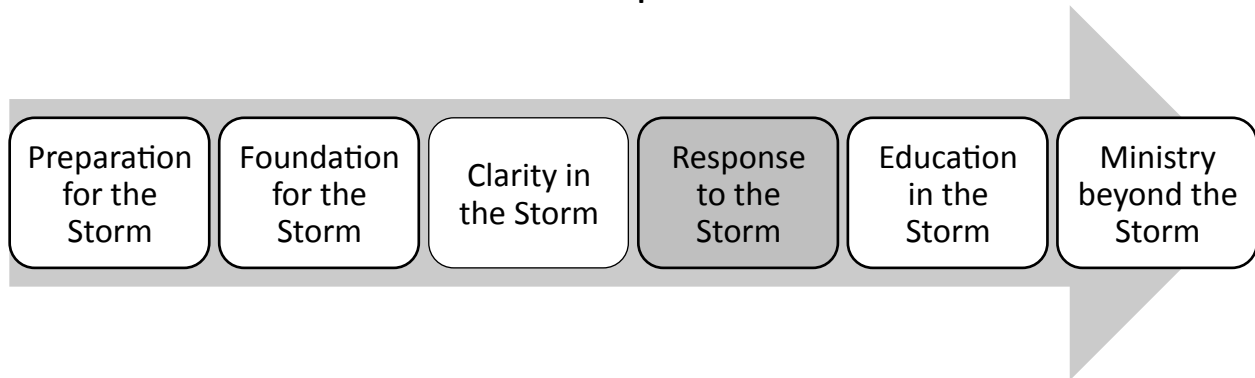 Preparation
for the
Storm
Foundation
for the
Storm
Clarity in
the Storm
Response
to the
Storm
Education
in the
Storm
Ministry
beyond the
Storm